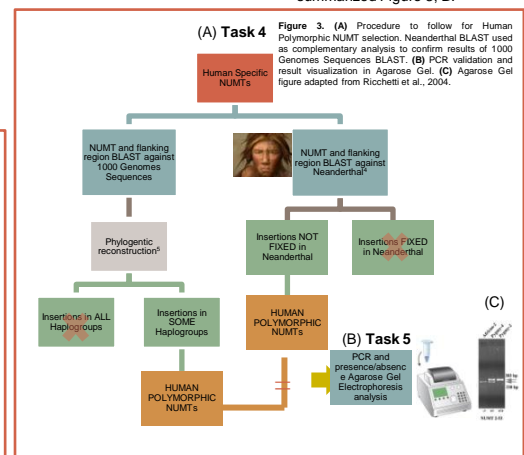 summarized Figure 3, B.
(A) Task 4
Figure 3. (A) Procedure to follow for Human
Polymorphic NUMT selection. Neanderthal BLAST used
as complementary analysis to confirm results of 1000
Genomes Sequences BLAST. (B) PCR validation and
result visualization in Agarose Gel. (C) Agarose Gel
figure adapted from Ricchetti et al., 2004.
Human Specific
NUMTs
NUMT and flanking
region BLAST against
1000 Genomes
Sequences
NUMT and flanking
region BLAST against
Neanderthal4
Phylogentic
reconstruction5
Insertions NOT
FIXED in
Neanderthal
Insertions FIXED
in Neanderthal
Insertions in ALL
Haplogroups
Insertions in
SOME
Haplogroups
HUMAN
POLYMORPHIC
NUMTs
HUMAN
POLYMORPHIC
NUMTs
(B) Task 5
PCR and
presence/absenc
e Agarose Gel
Electrophoresis
analysis
(C)